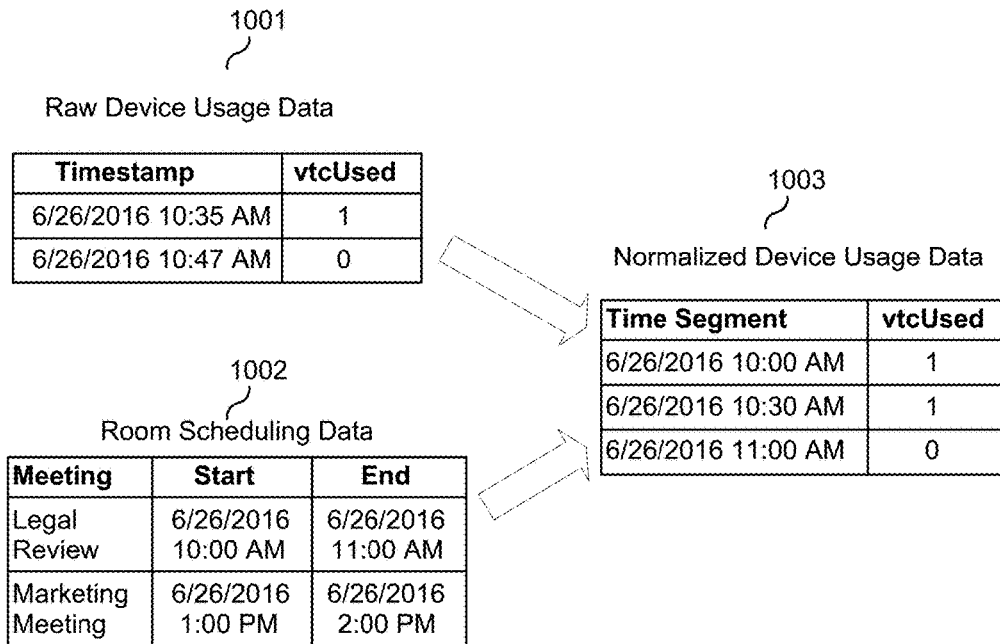 1001
Raw Device Usage Data
Timestamp vtcUsed
6/26/2016 10:35 AM 1
6/26/2016 10:47 AM 0
1002
Room Scheduling Data
Meeting Start End
Legal Review 6/26/2016 10:00 AM 6/26/2016 11:00 AM
Marketing Meeting 6/26/2016 1:00 PM 6/26/2016 2:00 PM
1003
Normalized Device Usage Data
Time Segment vtcUsed
6/26/2016 10:00 AM 1
6/26/2016 10:30 AM 1
6/26/2016 11:00 AM 0